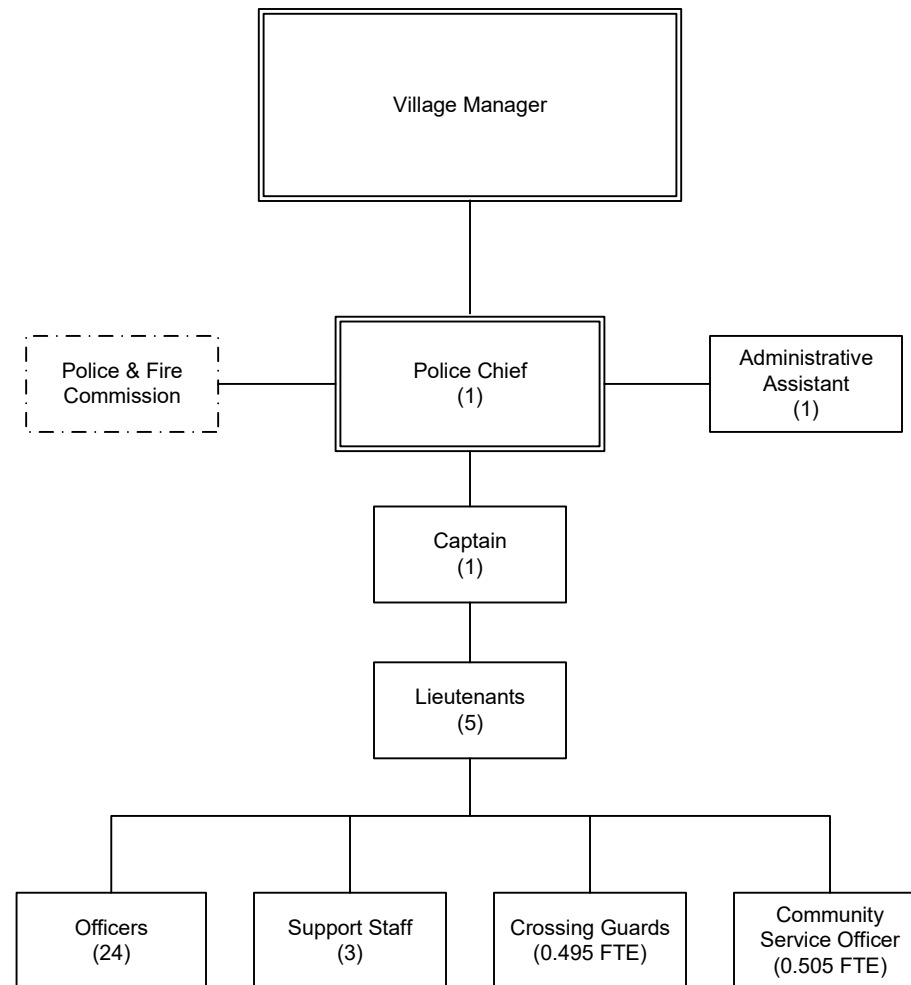 Village Manager
Police & Fire
Commission
Police Chief
(1)
Administrative
Assistant
(1)
Captain
(1)
Lieutenants
(5)
Officers
(24)
Support Staff
(3)
Crossing Guards
(0.495 FTE)
Community
Service Officer
(0.505 FTE)